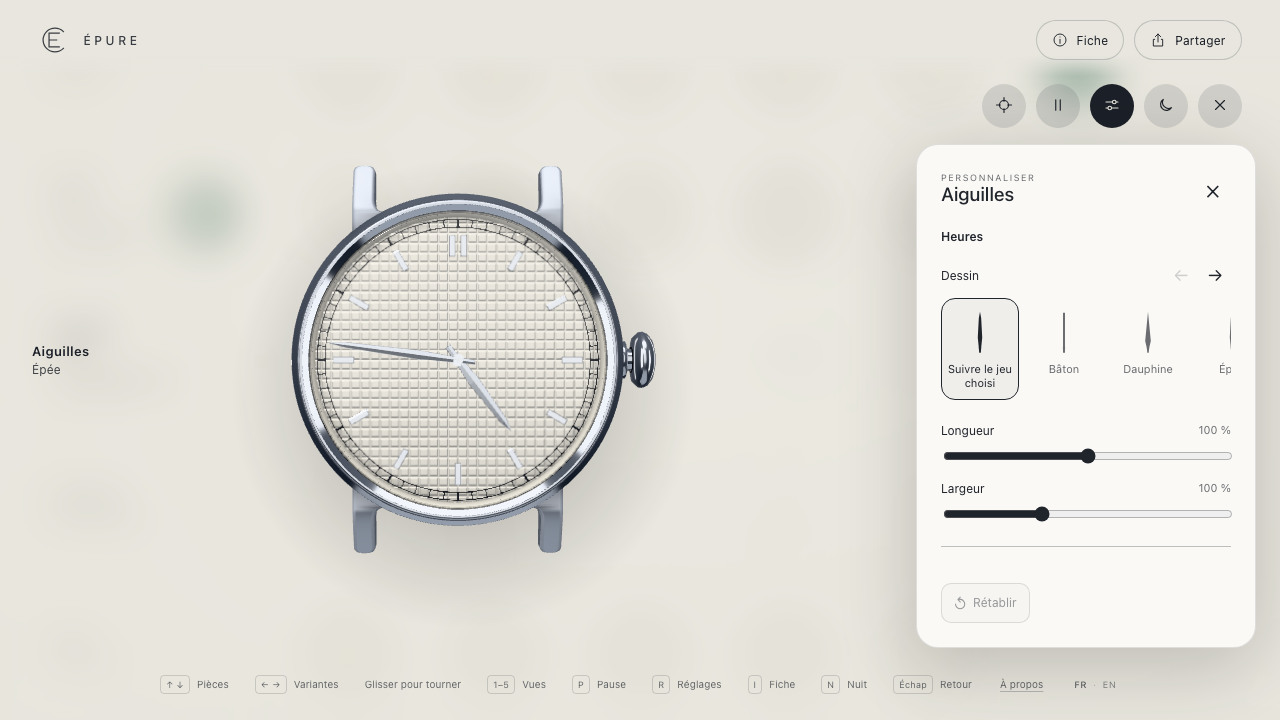 ÉPURE
Fiche
Partager
PERSONNALISER
Aiguilles
Heures
Dessin
Suivre le jeu
choisi
Bâton
Dauphine
Ép
Longueur
100 %
Largeur
100 %
Rétablir
Aiguilles
Épée
↑ ↓ Pièces
← → Variantes
Glisser pour tourner
1–5 Vues
P Pause
R Réglages
I Fiche
N Nuit
Échap Retour
À propos
FR · EN